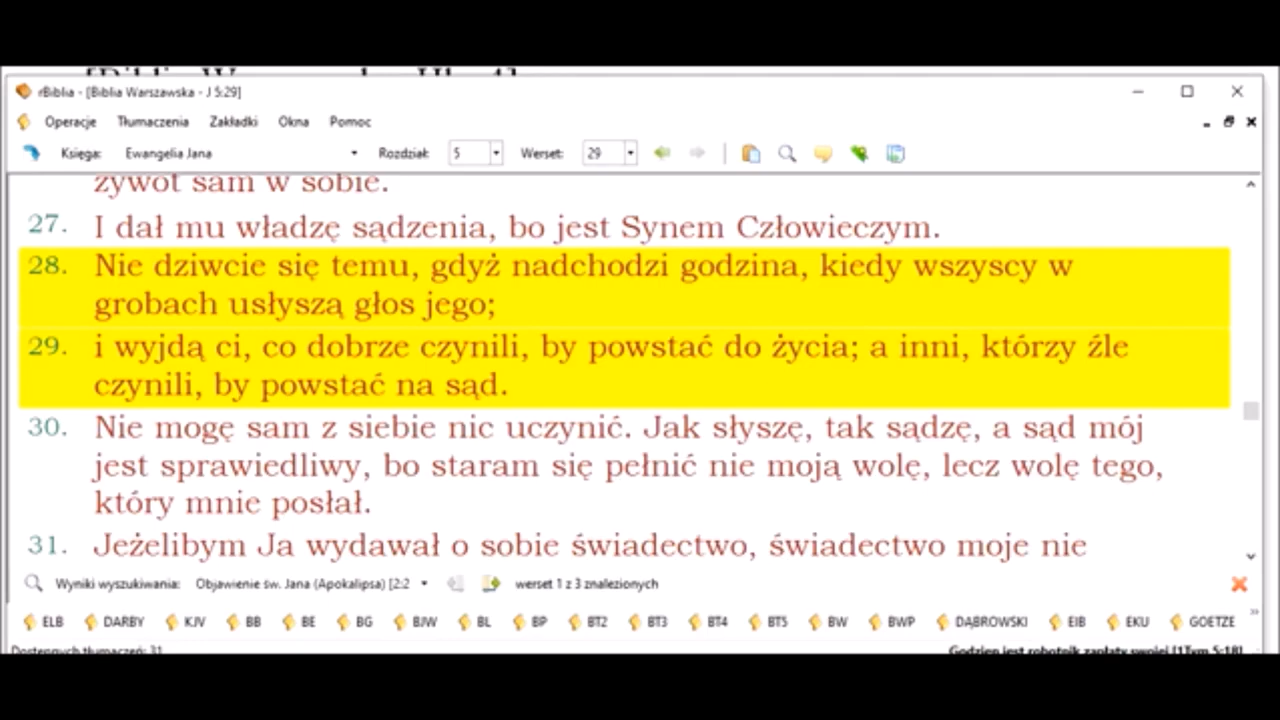 rBiblia - [Biblia Warszawska - J 5:29]
Operacje Tłumaczenia Zakładki Okna Pomoc
Księga: Ewangelia Jana Rozdział: 5 Werset: 29
żywot sam w sobie.
27. I dał mu władzę sądzenia, bo jest Synem Człowieczym.
28. Nie dziwcie się temu, gdyż nadchodzi godzina, kiedy wszyscy w
grobach usłyszą głos jego;
29. i wyjdą ci, co dobrze czynili, by powstać do życia; a inni, którzy źle
czynili, by powstać na sąd.
30. Nie mogę sam z siebie nic uczynić. Jak słyszę, tak sądzę, a sąd mój
jest sprawiedliwy, bo staram się pełnić nie moją wolę, lecz wolę tego,
który mnie posłał.
31. Jeżelibym Ja wydawał o sobie świadectwo, świadectwo moje nie
Wyniki wyszukiwania: Objawienie św. Jana (Apokalipsa) [2:2 werset 1 z 3 znalezionych
ELB DARBY KJV BB BE BG BJW BL BP BT2 BT3 BT4 BT5 BW BWP DĄBROWSKI EIB EKU GOETZE
Dostępnych tłumaczeń: 31 Godzien jest robotnik zapłaty swojej [1Tym 5:18]